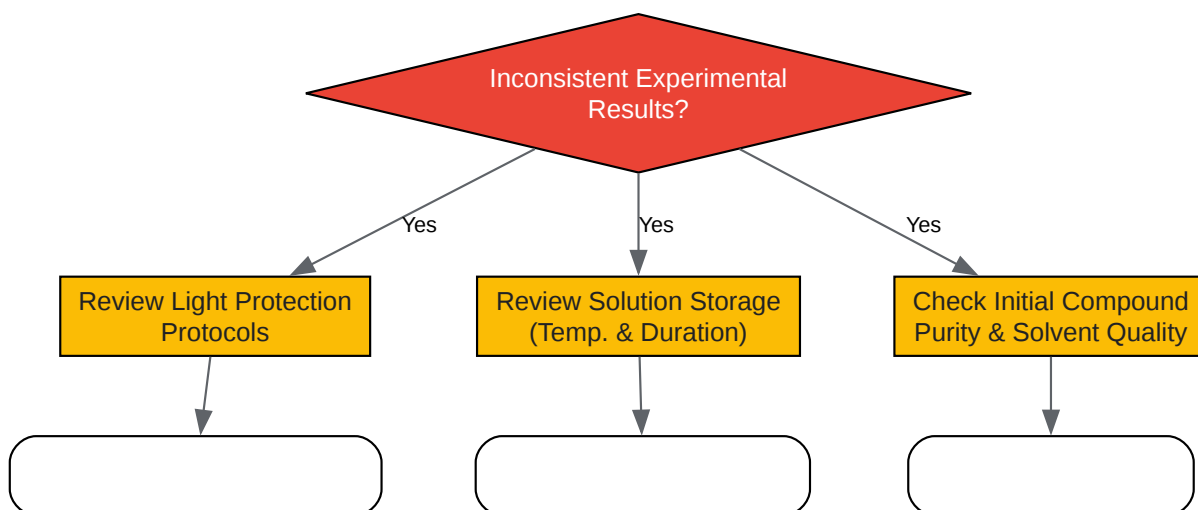 Inconsistent Experimental
Results?
Yes
Yes
Yes
Review Light Protection
Protocols
Review Solution Storage
(Temp. & Duration)
Check Initial Compound
Purity & Solvent Quality